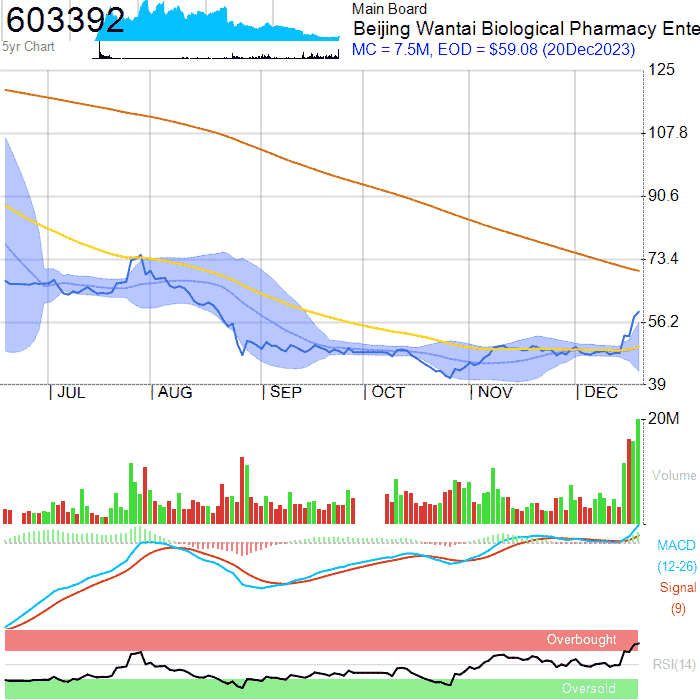 603392
5yr Chart
Main Board
Beijing Wantai Biological Pharmacy Ente
MC = 7.5M, EOD = $59.08 (20Dec2023)
125
107.8
90.6
73.4
56.2
39
JUL
AUG
SEP
OCT
NOV
DEC
20M
Volume
MACD
(12-26)
Signal
(9)
Overbought
RSI(14)
Oversold